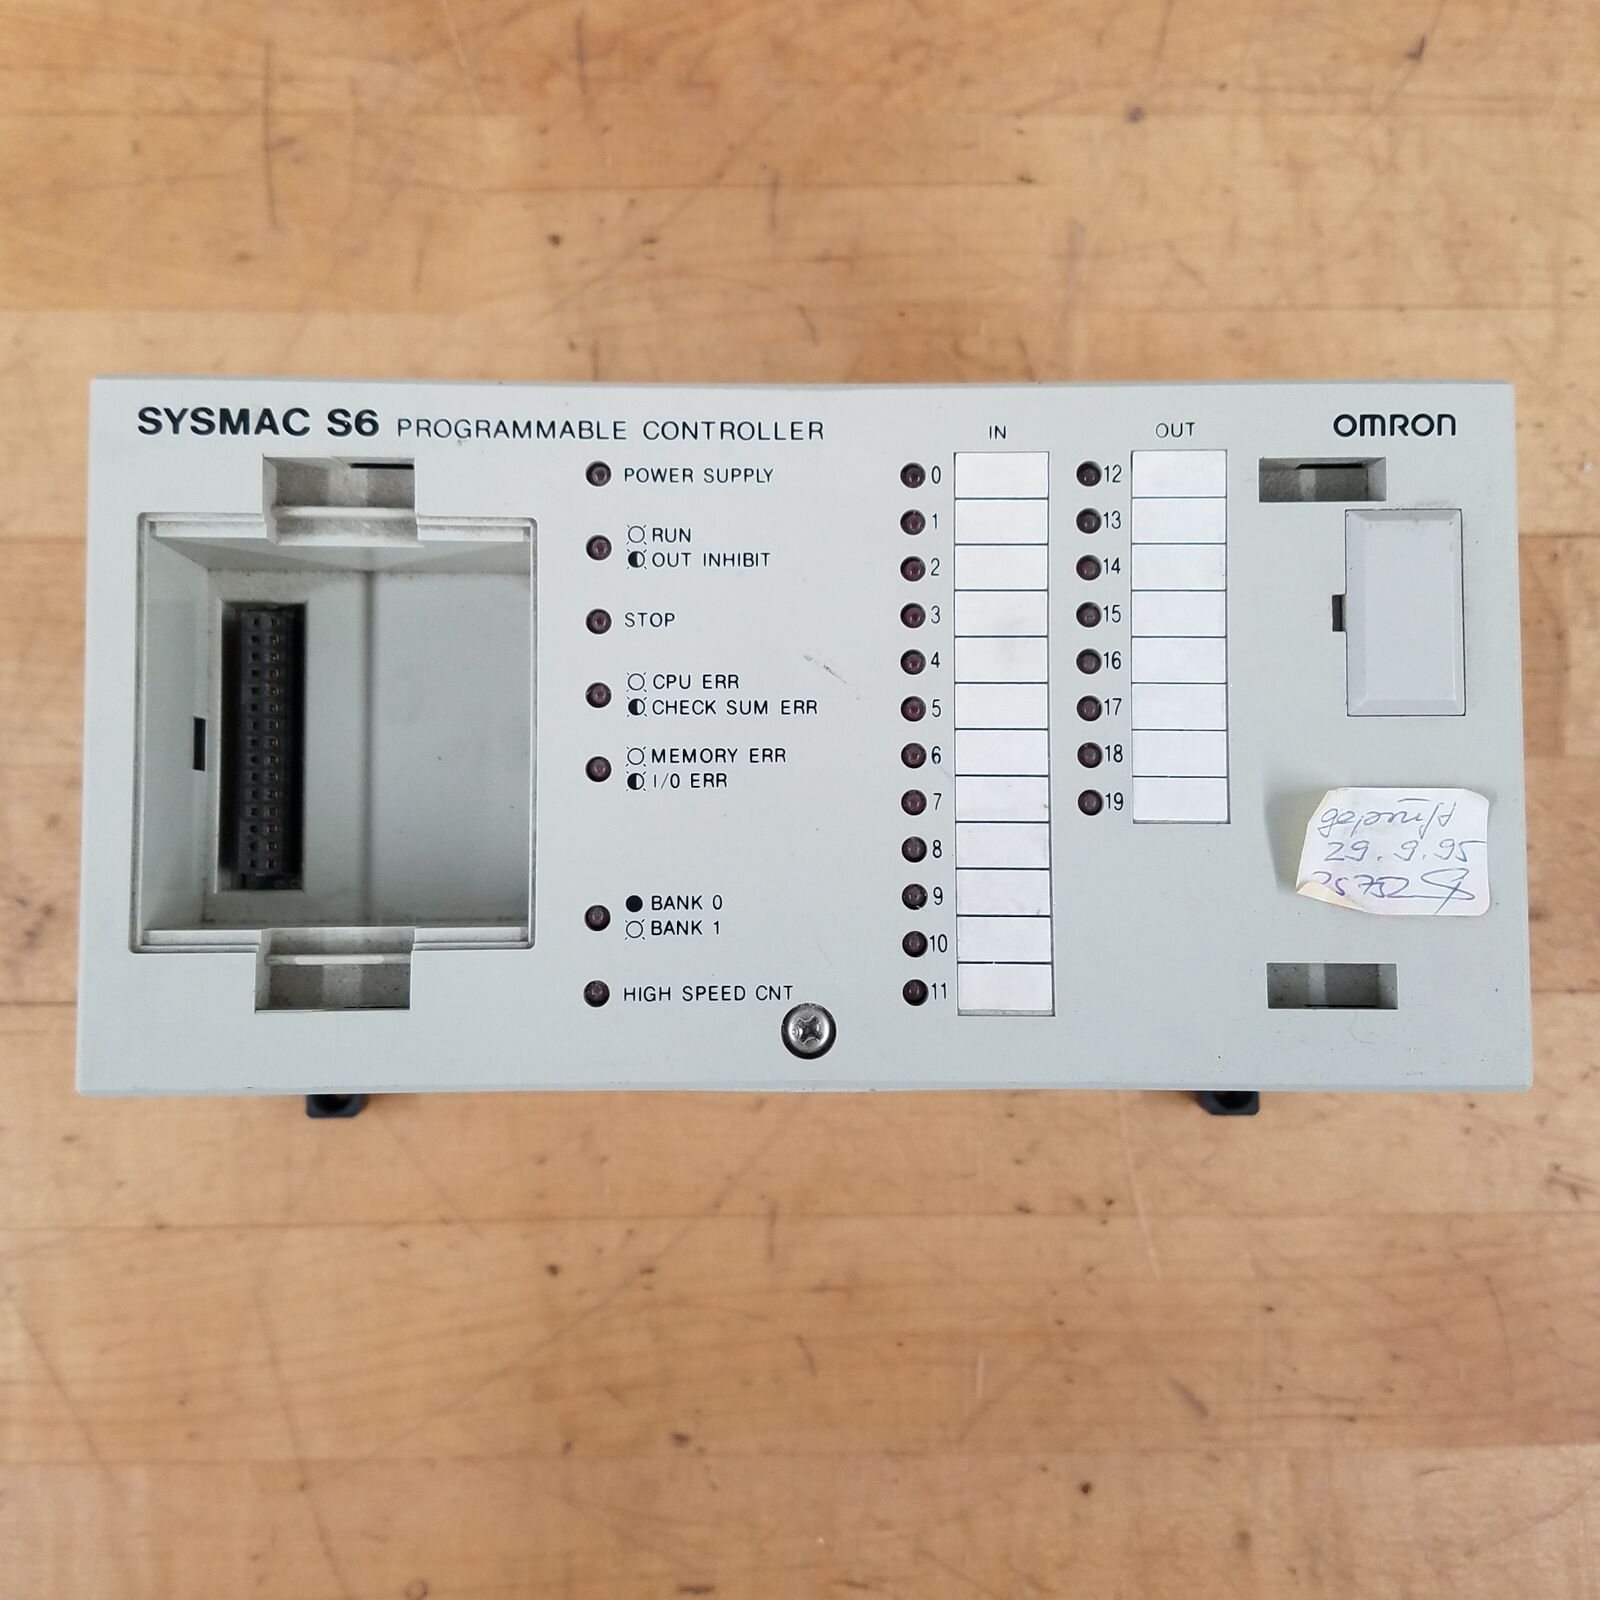 SYSMAC S6 PROGRAMMABLE CONTROLLER
IN
OUT
OMRON
POWER SUPPLY
RUN
OUT INHIBIT
STOP
CPU ERR
CHECK SUM ERR
MEMORY ERR
I/O ERR
BANK 0
BANK 1
HIGH SPEED CNT
0
1
2
3
4
5
6
7
8
9
10
11
12
13
14
15
16
17
18
19
geprüft
29.9.95